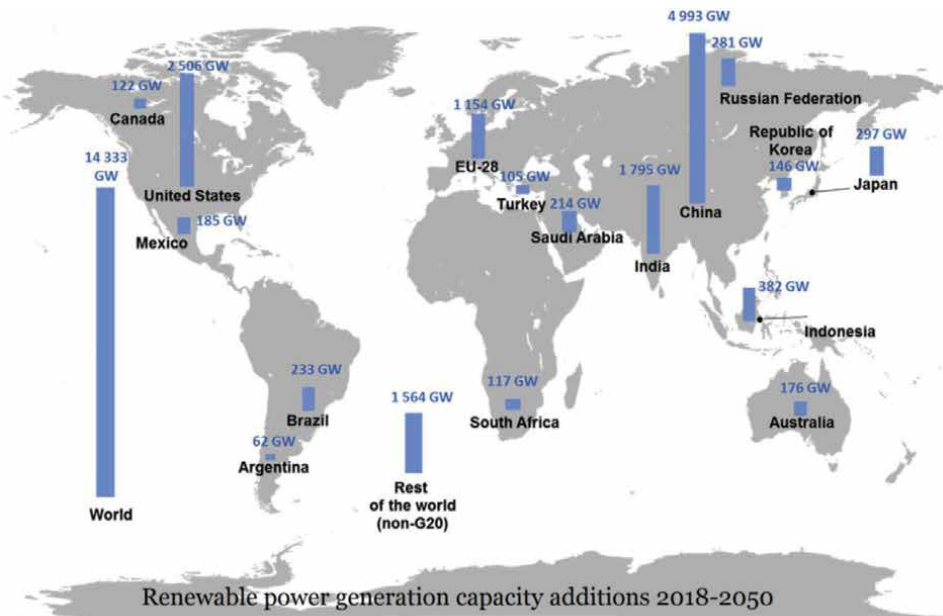 4 993 GW
281 GW
2 506 GW
122 GW
Russian Federation
Canada
1 154 GW
Republic of
Korea
297 GW
14 333
GW
EU-28
1 795 GW
146 GW
105 GW
United States
Turkey
Japan
214 GW
China
185 GW
Mexico
Saudi Arabia
India
382 GW
Indonesia
233 GW
117 GW
176 GW
1 564 GW
Brazil
South Africa
Australia
62 GW
Argentina
Rest
of the world
(non-G20)
World
Renewable power generation capacity additions 2018-2050